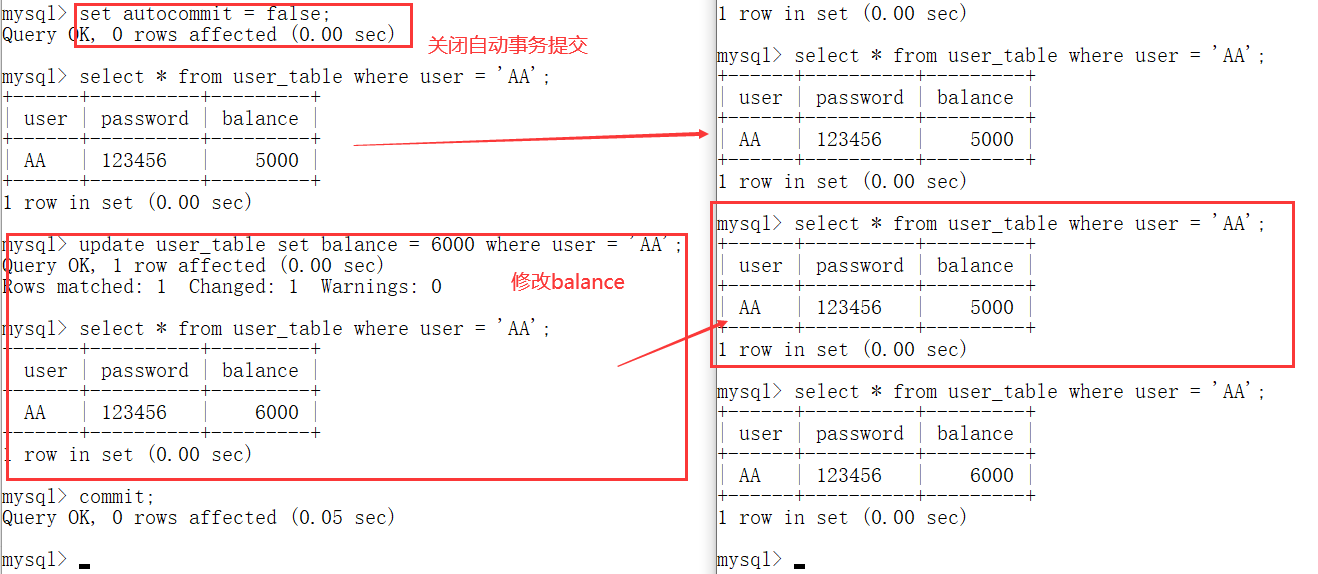 mysql> set autocommit = false;
Query OK, 0 rows affected (0.00 sec)
关闭自动事务提交
mysql> select * from user_table where user = 'AA';
+------+----------+---------+
| user | password | balance |
+------+----------+---------+
| AA   | 123456   |    5000 |
+------+----------+---------+
1 row in set (0.00 sec)
mysql> update user_table set balance = 6000 where user = 'AA';
Query OK, 1 row affected (0.00 sec)
Rows matched: 1  Changed: 1  Warnings: 0
修改balance
mysql> select * from user_table where user = 'AA';
+------+----------+---------+
| user | password | balance |
+------+----------+---------+
| AA   | 123456   |    6000 |
+------+----------+---------+
1 row in set (0.00 sec)
mysql> commit;
Query OK, 0 rows affected (0.05 sec)
mysql>
1 row in set (0.00 sec)
mysql> select * from user_table where user = 'AA';
+------+----------+---------+
| user | password | balance |
+------+----------+---------+
| AA   | 123456   |    5000 |
+------+----------+---------+
1 row in set (0.00 sec)
mysql> select * from user_table where user = 'AA';
+------+----------+---------+
| user | password | balance |
+------+----------+---------+
| AA   | 123456   |    5000 |
+------+----------+---------+
1 row in set (0.00 sec)
mysql> select * from user_table where user = 'AA';
+------+----------+---------+
| user | password | balance |
+------+----------+---------+
| AA   | 123456   |    6000 |
+------+----------+---------+
1 row in set (0.00 sec)
mysql>